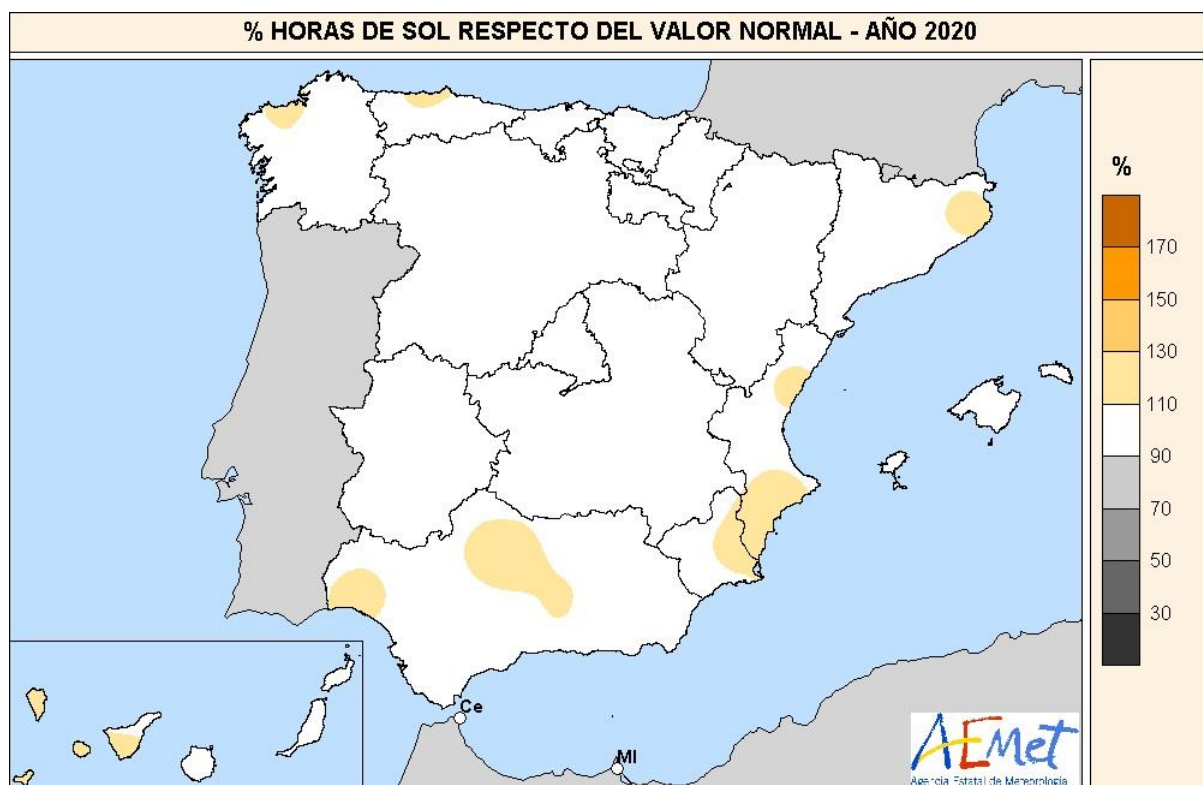 % HORAS DE SOL RESPECTO DEL VALOR NORMAL - AÑO 2020
%
170
150
130
110
90
70
50
30
Ce
Ml
AEMet
Agencia Estatal de Meteorología